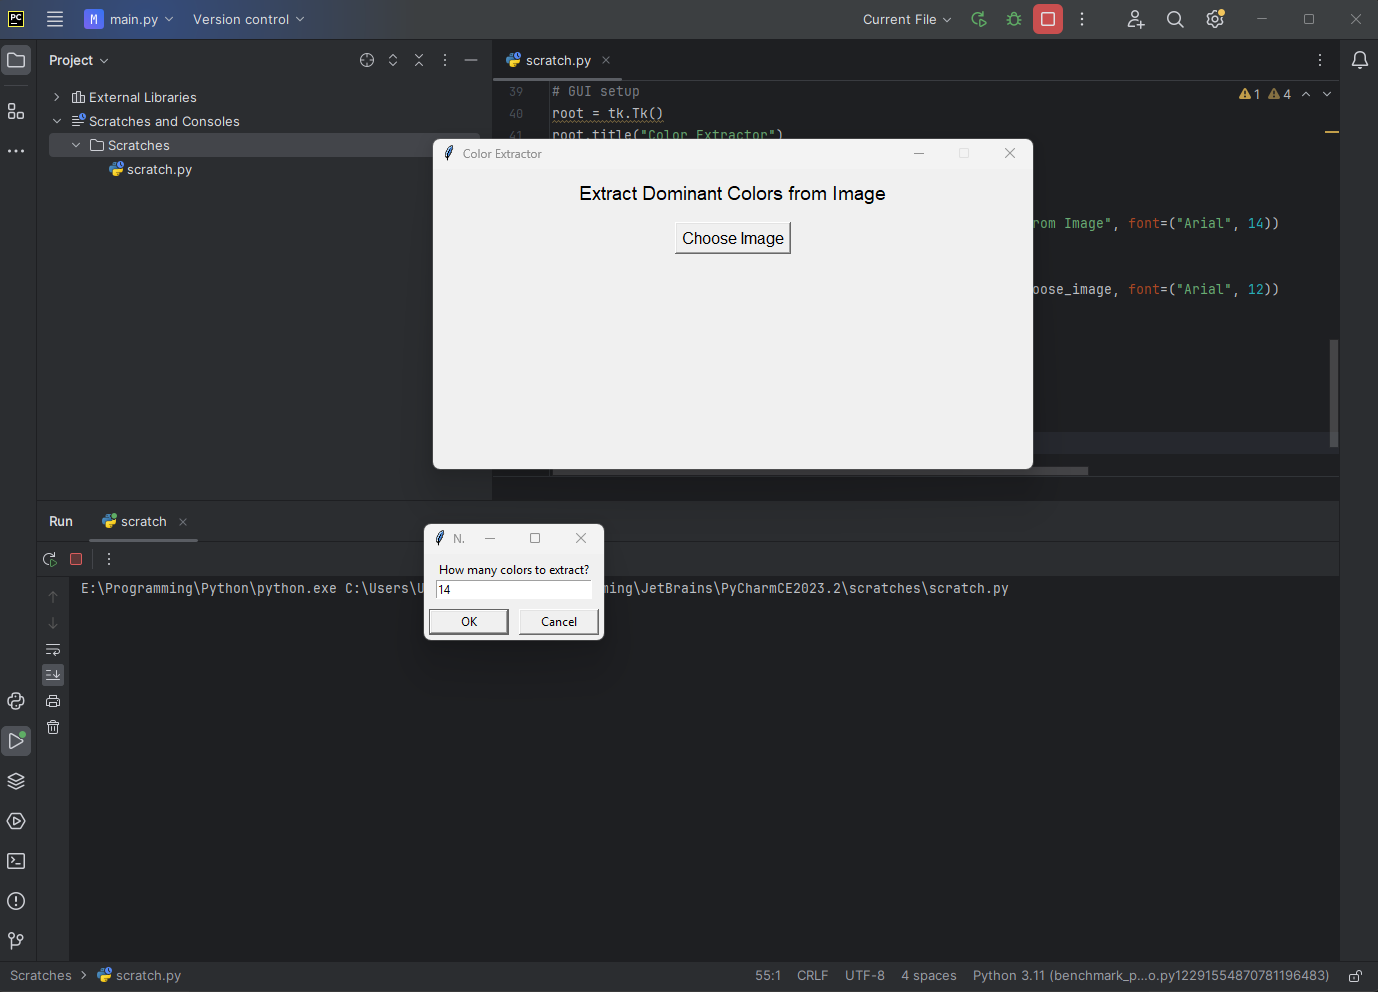 PC
M main.py
Version control
Current File
Project
External Libraries
Scratches and Consoles
Scratches
scratch.py
scratch.py
1 4
39 # GUI setup
40 root = tk.Tk()
41 root.title("Color Extractor")
rom Image", font=("Arial", 14))
oose_image, font=("Arial", 12))
Color Extractor
Extract Dominant Colors from Image
Choose Image
Run
scratch
E:\Programming\Python\python.exe C:\Users\U
ming\JetBrains\PyCharmCE2023.2\scratches\scratch.py
N.
How many colors to extract?
14
OK
Cancel
Scratches
scratch.py
55:1
CRLF
UTF-8
4 spaces
Python 3.11 (benchmark_p...o.py12291554870781196483)